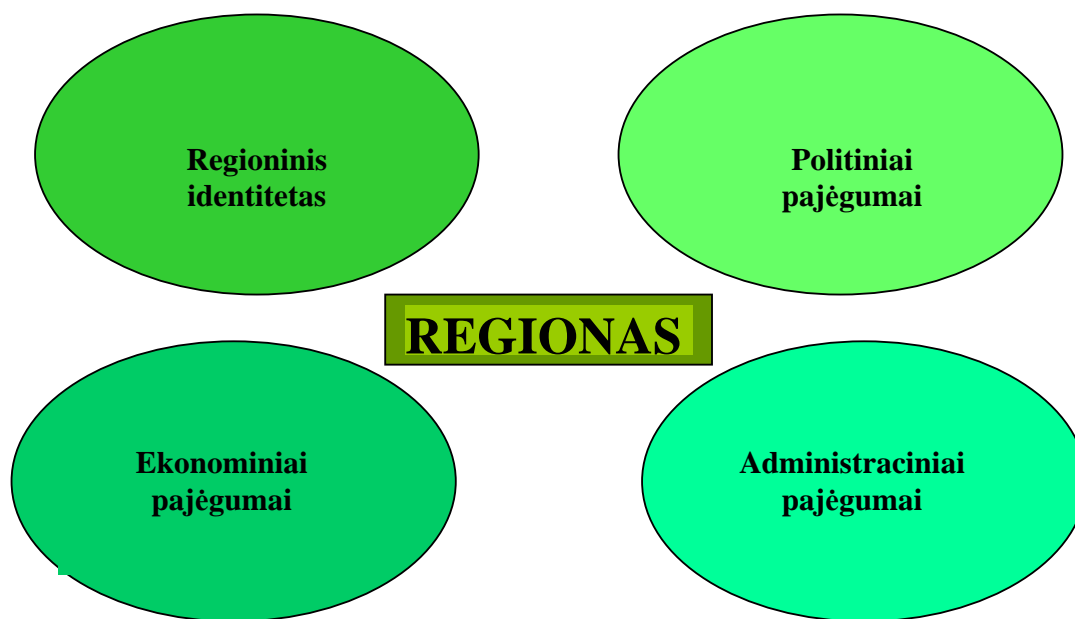 Regioninis
identitetas
Politiniai
pajėgumai
REGIONAS
Ekonominiai
pajėgumai
Administraciniai
pajėgumai